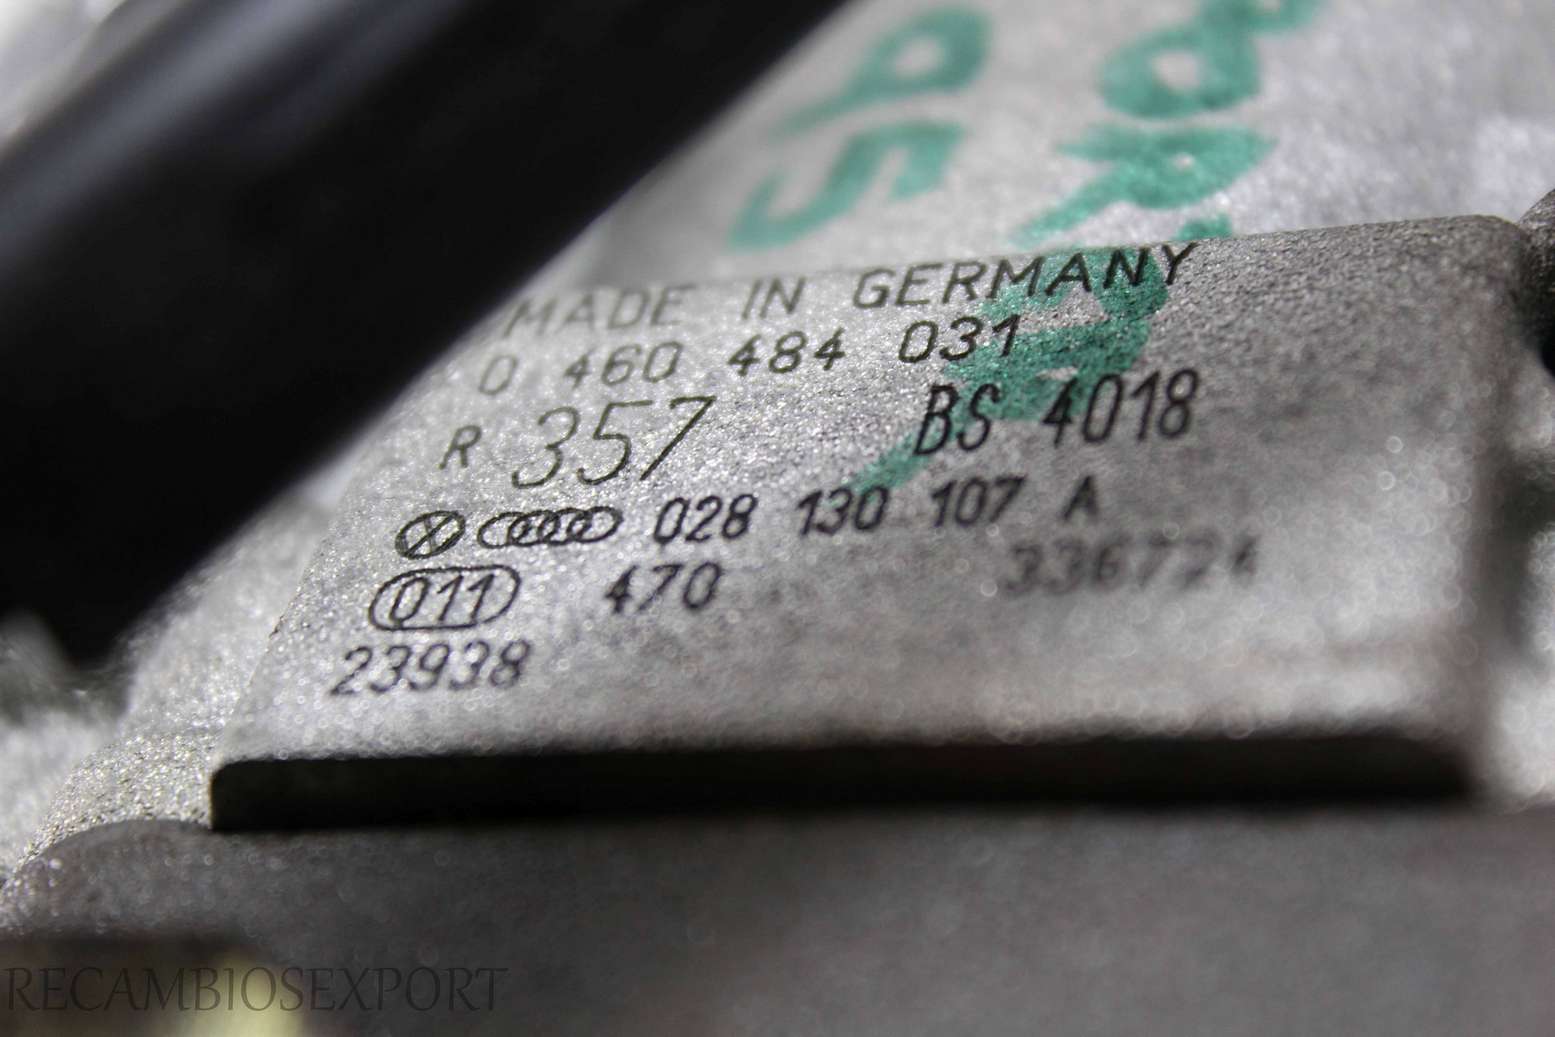 MADE IN GERMANY
0 460 484 031
R 357 BS 4018
028 130 107 A
011 470
23938
RECAMBIOSEXPORT